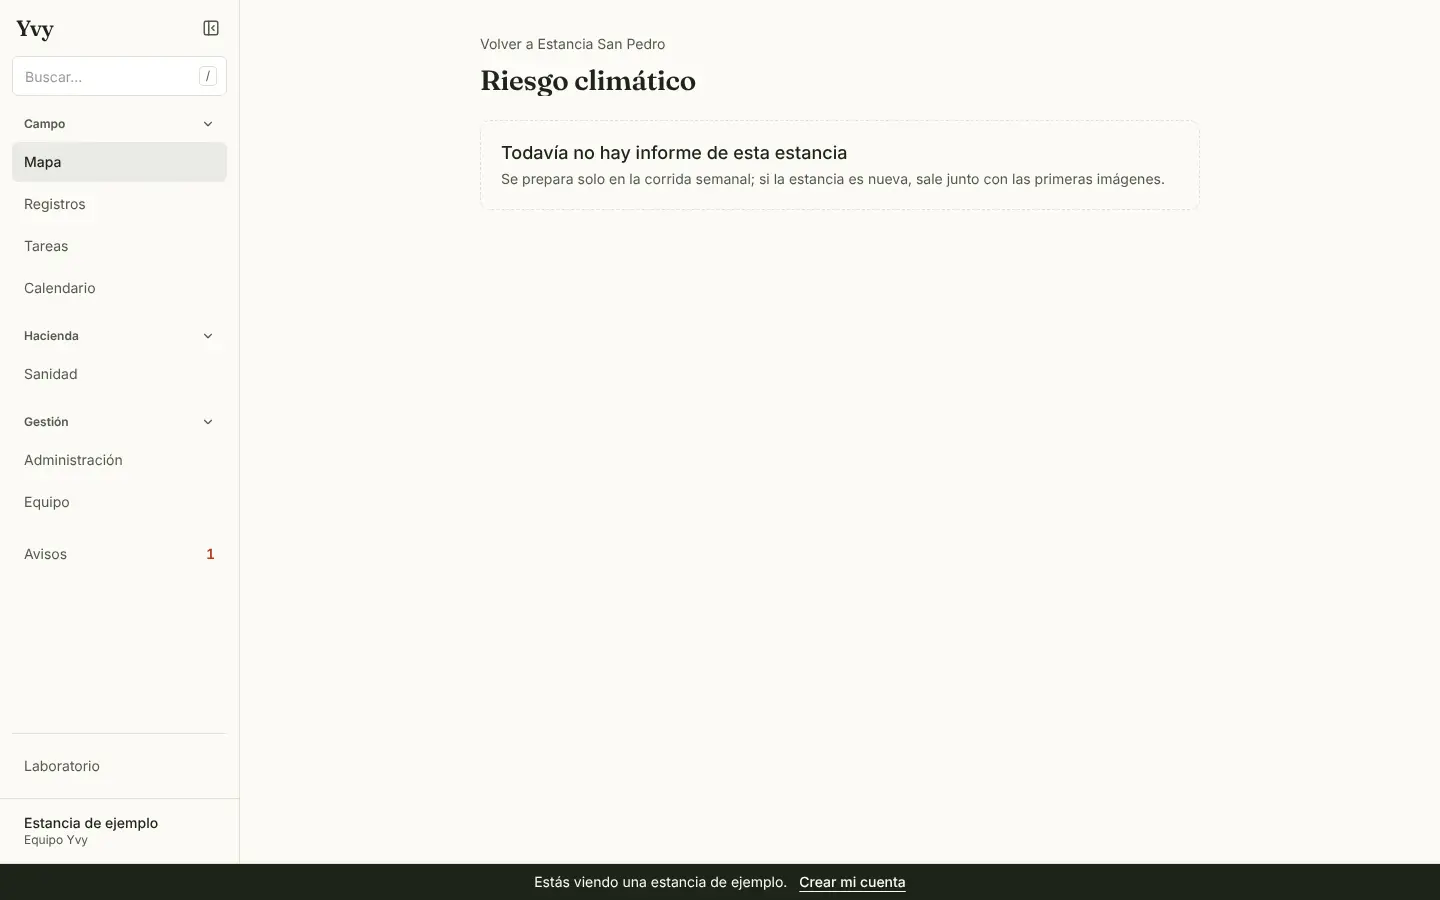 Yvy
Buscar...
/
Campo
Mapa
Registros
Tareas
Calendario
Hacienda
Sanidad
Gestión
Administración
Equipo
Avisos 1
Laboratorio
Estancia de ejemplo
Equipo Yvy
Volver a Estancia San Pedro
Riesgo climático
Todavía no hay informe de esta estancia
Se prepara solo en la corrida semanal; si la estancia es nueva, sale junto con las primeras imágenes.
Estás viendo una estancia de ejemplo. Crear mi cuenta